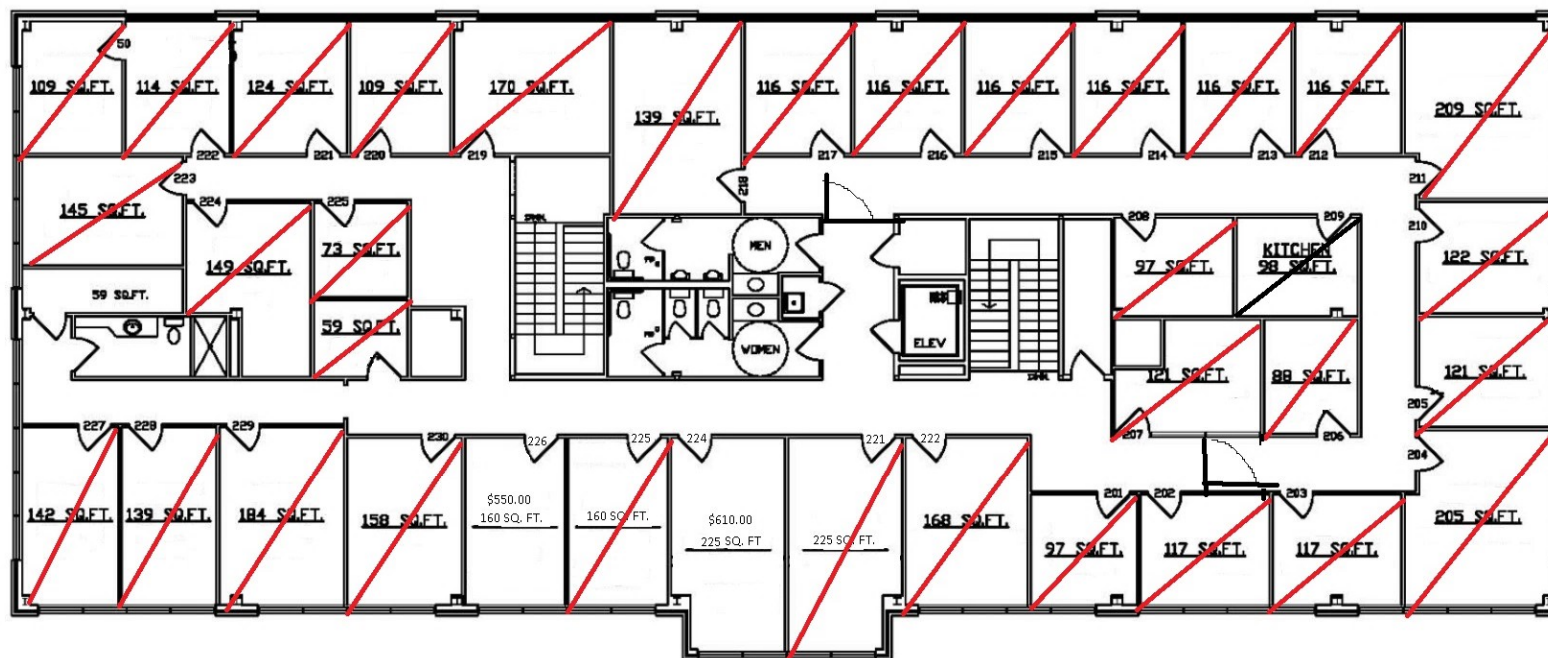 50
109 SQ.FT.
114 SQ.FT.
124 SQ.FT.
109 SQ.FT.
170 SQ.FT.
139 SQ.FT.
116 SQ.FT.
116 SQ.FT.
116 SQ.FT.
116 SQ.FT.
116 SQ.FT.
116 SQ.FT.
209 SQ.FT.
222
221
220
219
217
216
215
214
213
212
211
223
218
145 SQ.FT.
224
225
73 SQ.FT.
149 SQ.FT.
59 SQ.FT.
59 SQ.FT.
MEN
WOMEN
ELEV
208
209
210
97 SQ.FT.
KITCHEN
98 SQ.FT.
122 SQ.FT.
121 SQ.FT.
88 SQ.FT.
121 SQ.FT.
205
207
206
204
227
228
229
230
226
225
224
221
222
142 SQ.FT.
139 SQ.FT.
184 SQ.FT.
158 SQ.FT.
$550.00
160 SQ. FT.
160 SQ. FT.
$610.00
225 SQ. FT
225 SQ. FT.
168 SQ.FT.
201
202
203
97 SQ.FT.
117 SQ.FT.
117 SQ.FT.
205 SQ.FT.